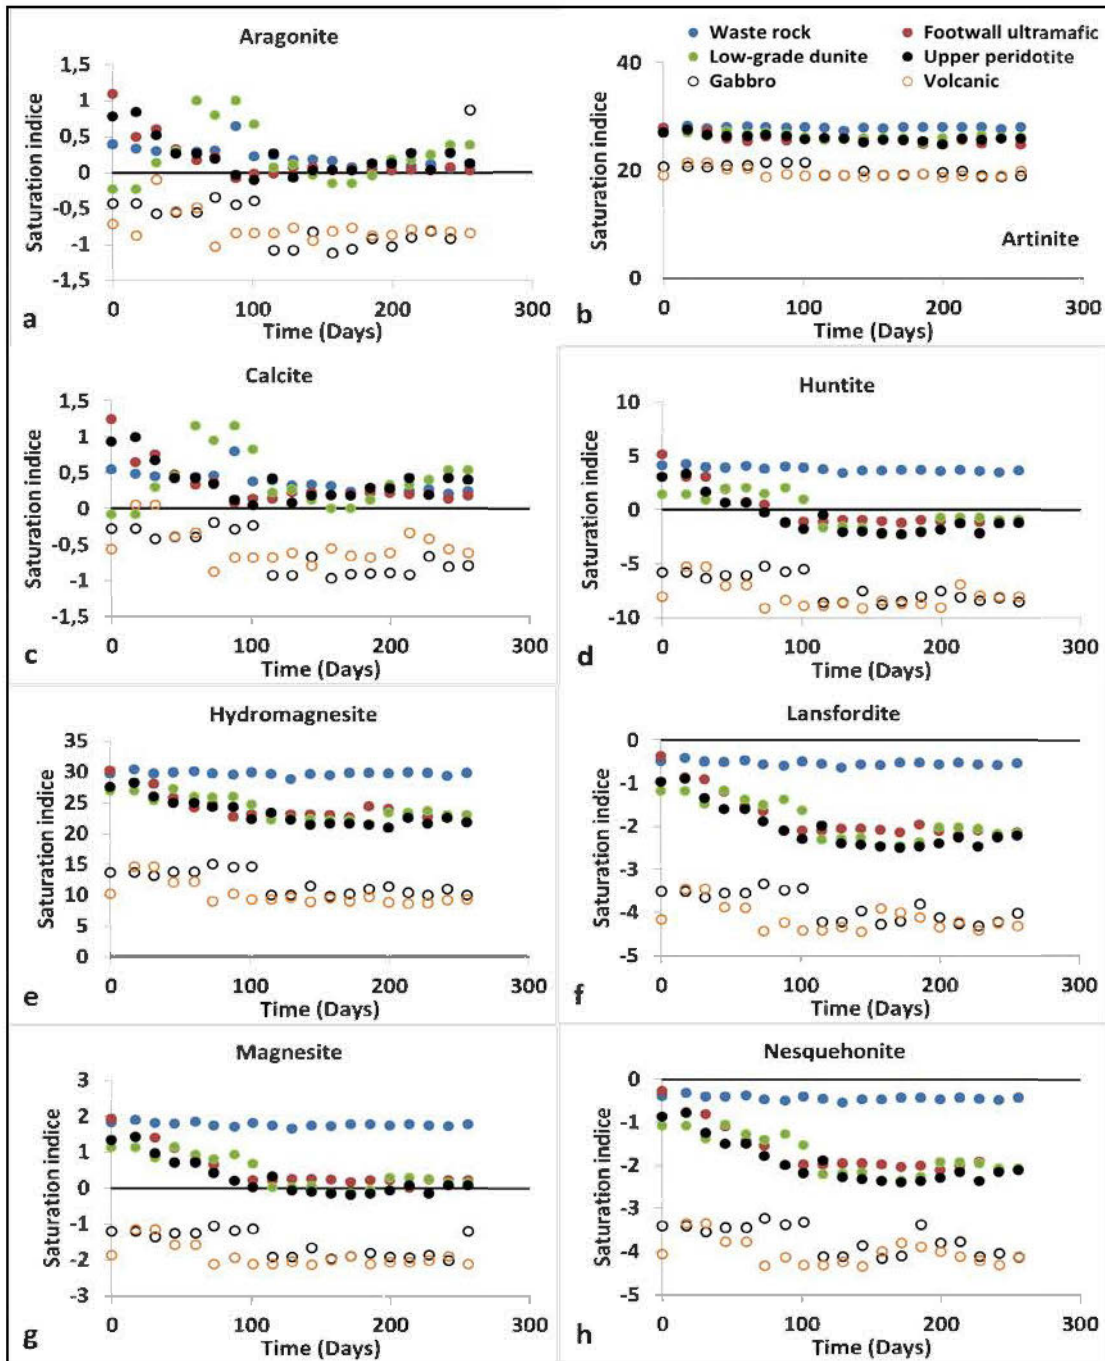 Aragonite
1,5
1
0,5
0
-0,5
-1
-1,5
Saturation indice
0 100 200 300
Time (Days)
a
Waste rock Footwall ultramafic
Low-grade dunite Upper peridotite
Gabbro Volcanic
40
20
0
Saturation indice
Artinite
0 100 200 300
Time (Days)
b
Calcite
1,5
1
0,5
0
-0,5
-1
-1,5
Saturation indice
0 100 200 300
Time (Days)
c
Huntite
10
5
0
-5
-10
Saturation indice
0 100 200 300
Time (Days)
d
Hydromagnesite
35
30
25
20
15
10
5
0
Saturation indice
0 100 200 300
Time (Days)
e
Lansfordite
0
-1
-2
-3
-4
-5
Saturation indice
0 100 200 300
Time (Days)
f
Magnesite
3
2
1
0
-1
-2
-3
Saturation indice
0 100 200 300
Time (Days)
g
Nesquehonite
0
-1
-2
-3
-4
-5
Saturation indice
0 100 200 300
Time (Days)
h